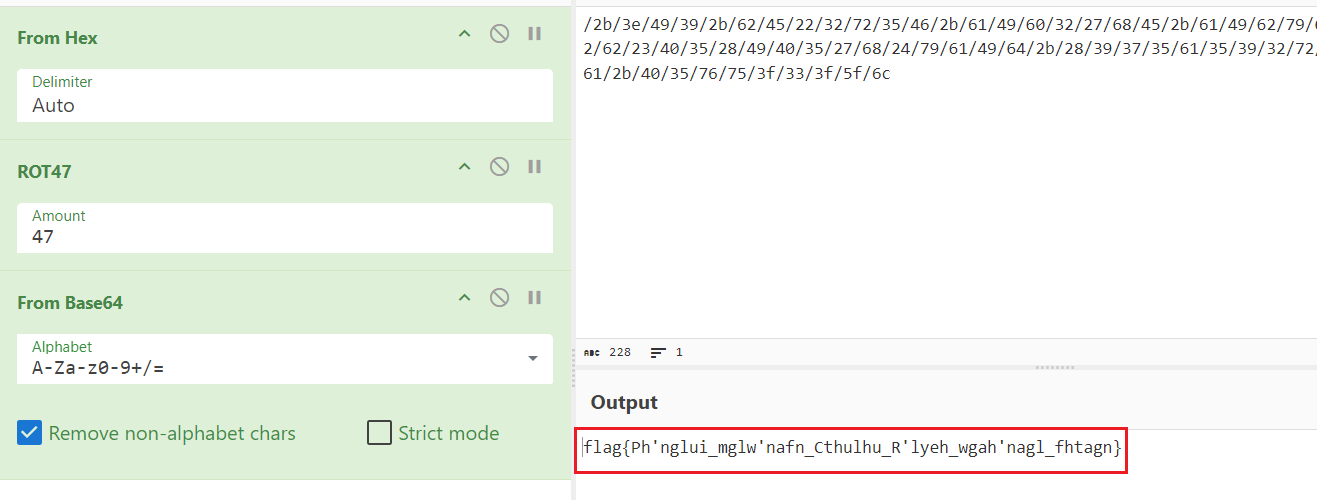 From Hex
Delimiter
Auto
ROT47
Amount
47
From Base64
Alphabet
A-Za-z0-9+/=
Remove non-alphabet chars
Strict mode
/2b/3e/49/39/2b/62/45/22/32/72/35/46/2b/61/49/60/32/27/68/45/2b/61/49/62/79/6
2/62/23/40/35/28/49/40/35/27/68/24/79/61/49/64/2b/28/39/37/35/61/35/39/32/72/
61/2b/40/35/76/75/3f/33/3f/5f/6c
ABC 228 1
Output
flag{Ph'nglui_mglw'nafn_Cthulhu_R'lyeh_wgah'nagl_fhtagn}